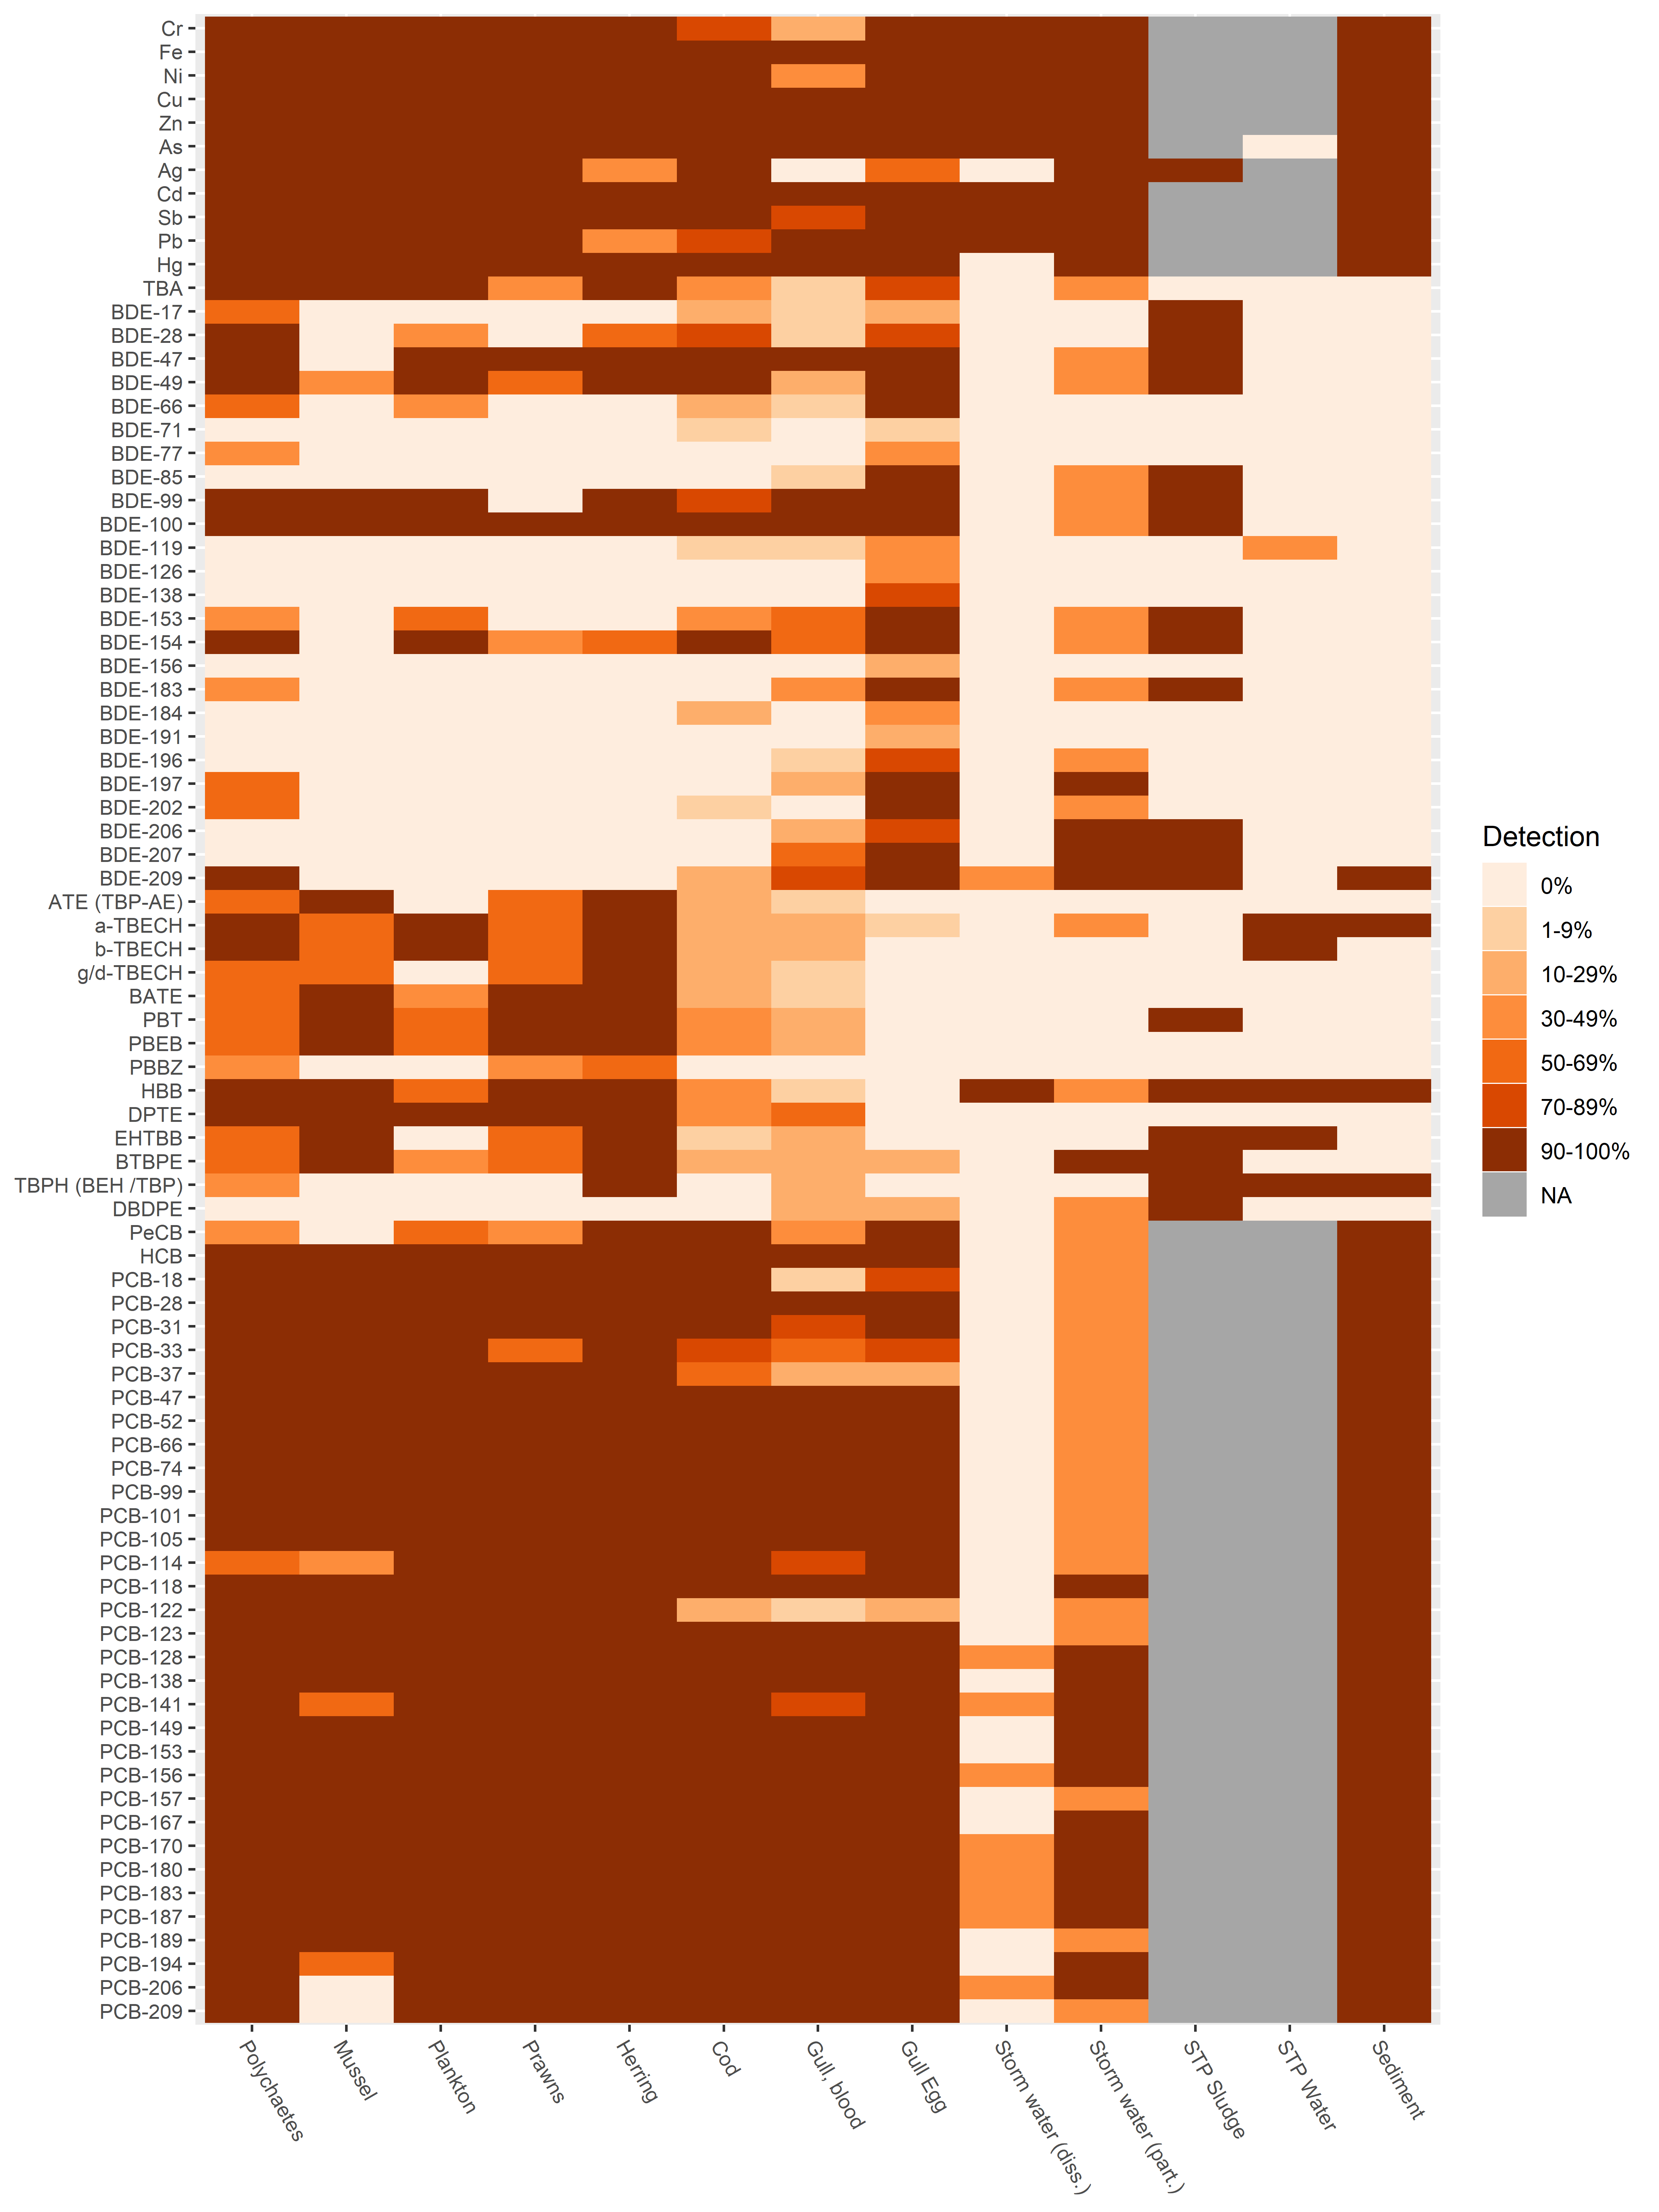 Cr
Fe
Ni
Cu
Zn
As
Ag
Cd
Sb
Pb
Hg
TBA
BDE-17
BDE-28
BDE-47
BDE-49
BDE-66
BDE-71
BDE-77
BDE-85
BDE-99
BDE-100
BDE-119
BDE-126
BDE-138
BDE-153
BDE-154
BDE-156
BDE-183
BDE-184
BDE-191
BDE-196
BDE-197
BDE-202
BDE-206
BDE-207
BDE-209
ATE (TBP-AE)
a-TBECH
b-TBECH
g/d-TBECH
BATE
PBT
PBEB
PBBZ
HBB
DPTE
EHTBB
BTBPE
TBPH (BEH /TBP)
DBDPE
PeCB
HCB
PCB-18
PCB-28
PCB-31
PCB-33
PCB-37
PCB-47
PCB-52
PCB-66
PCB-74
PCB-99
PCB-101
PCB-105
PCB-114
PCB-118
PCB-122
PCB-123
PCB-128
PCB-138
PCB-141
PCB-149
PCB-153
PCB-156
PCB-157
PCB-167
PCB-170
PCB-180
PCB-183
PCB-187
PCB-189
PCB-194
PCB-206
PCB-209
Polychaetes
Mussel
Plankton
Prawns
Herring
Cod
Gull, blood
Gull Egg
Storm water (diss.)
Storm water (part.)
STP Sludge
STP Water
Sediment
Detection
0%
1-9%
10-29%
30-49%
50-69%
70-89%
90-100%
NA